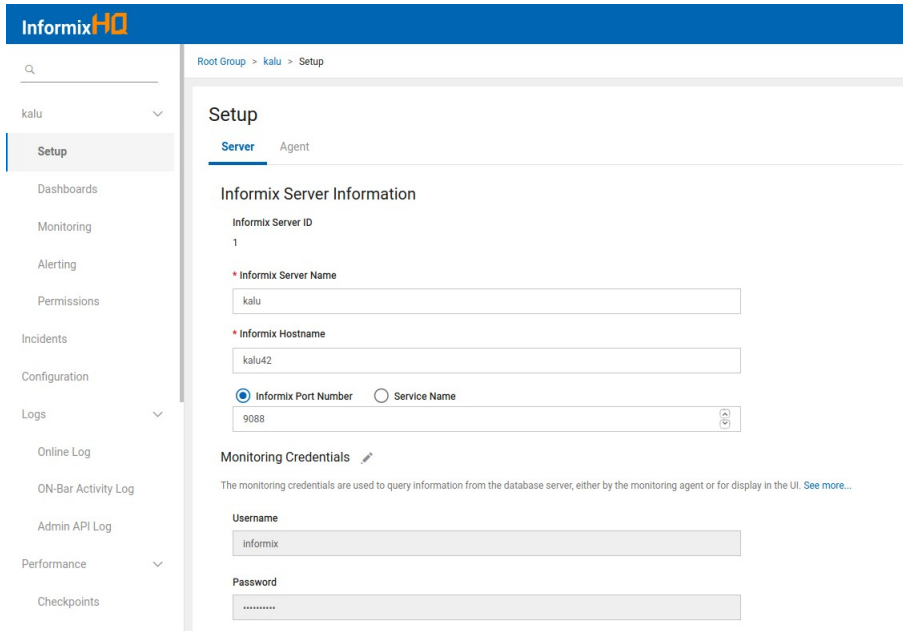 InformixHQ
Root Group > kalu > Setup
kalu
Setup
Dashboards
Monitoring
Alerting
Permissions
Incidents
Configuration
Logs
Online Log
ON-Bar Activity Log
Admin API Log
Performance
Checkpoints
Setup
Server Agent
Informix Server Information
Informix Server ID
1
* Informix Server Name
kalu
* Informix Hostname
kalu42
Informix Port Number Service Name
9088
Monitoring Credentials
The monitoring credentials are used to query information from the database server, either by the monitoring agent or for display in the UI. See more...
Username
informix
Password
••••••••••